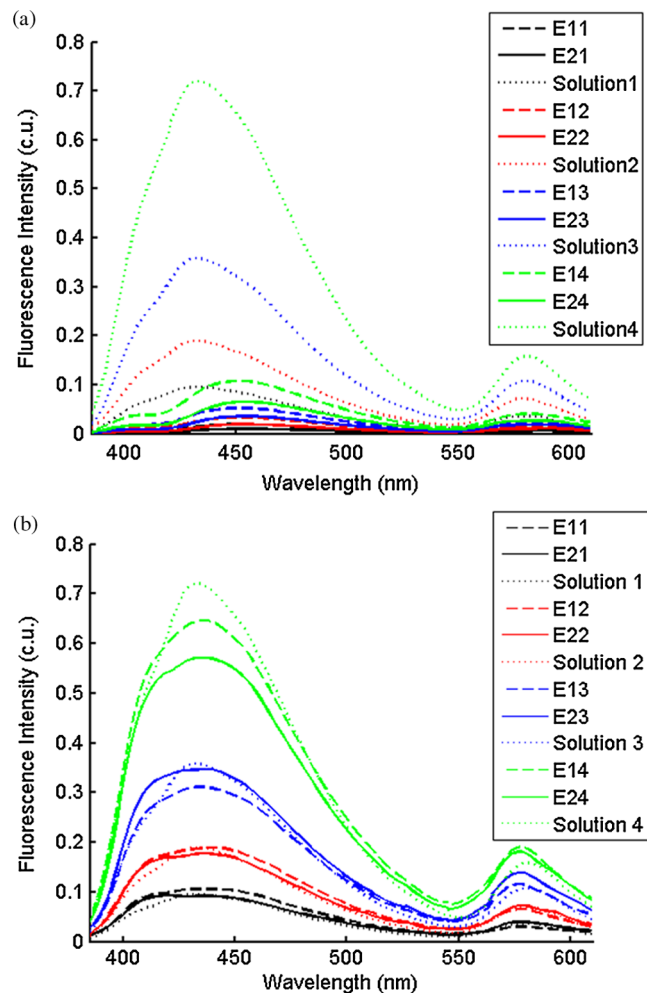 (a)
0.8
0.7
0.6
0.5
0.4
0.3
0.2
0.1
0
Fluorescence Intensity (c.u.)
400 450 500 550 600
Wavelength (nm)
E11
E21
Solution1
E12
E22
Solution2
E13
E23
Solution3
E14
E24
Solution4
(b)
0.8
0.7
0.6
0.5
0.4
0.3
0.2
0.1
0
Fluorescence Intensity (c.u.)
400 450 500 550 600
Wavelength (nm)
E11
E21
Solution 1
E12
E22
Solution 2
E13
E23
Solution 3
E14
E24
Solution 4